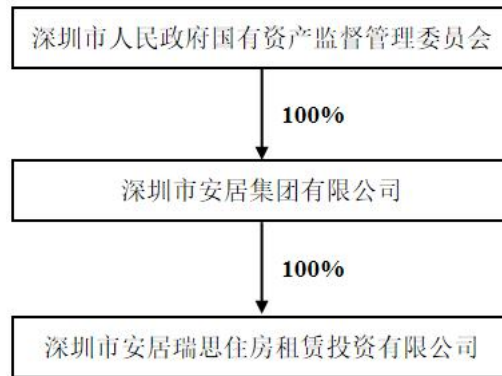 深圳市人民政府国有资产监督管理委员会
100%
深圳市安居集团有限公司
100%
深圳市安居瑞思住房租赁投资有限公司